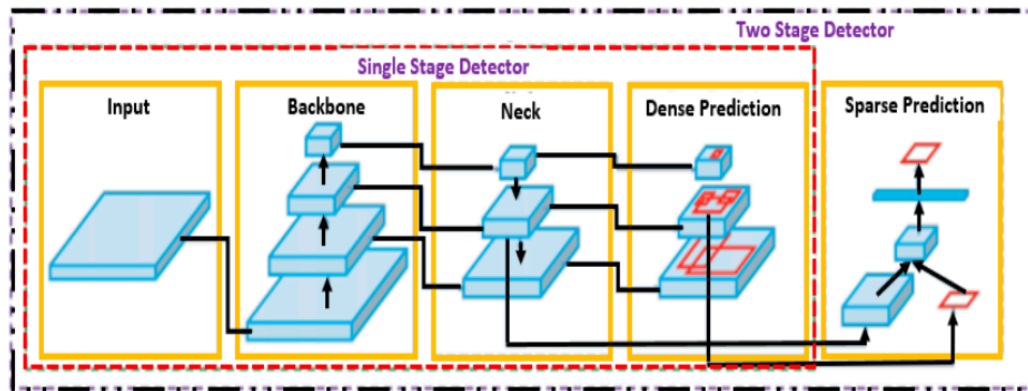 Two Stage Detector
Single Stage Detector
Input
Backbone
Neck
Dense Prediction
Sparse Prediction